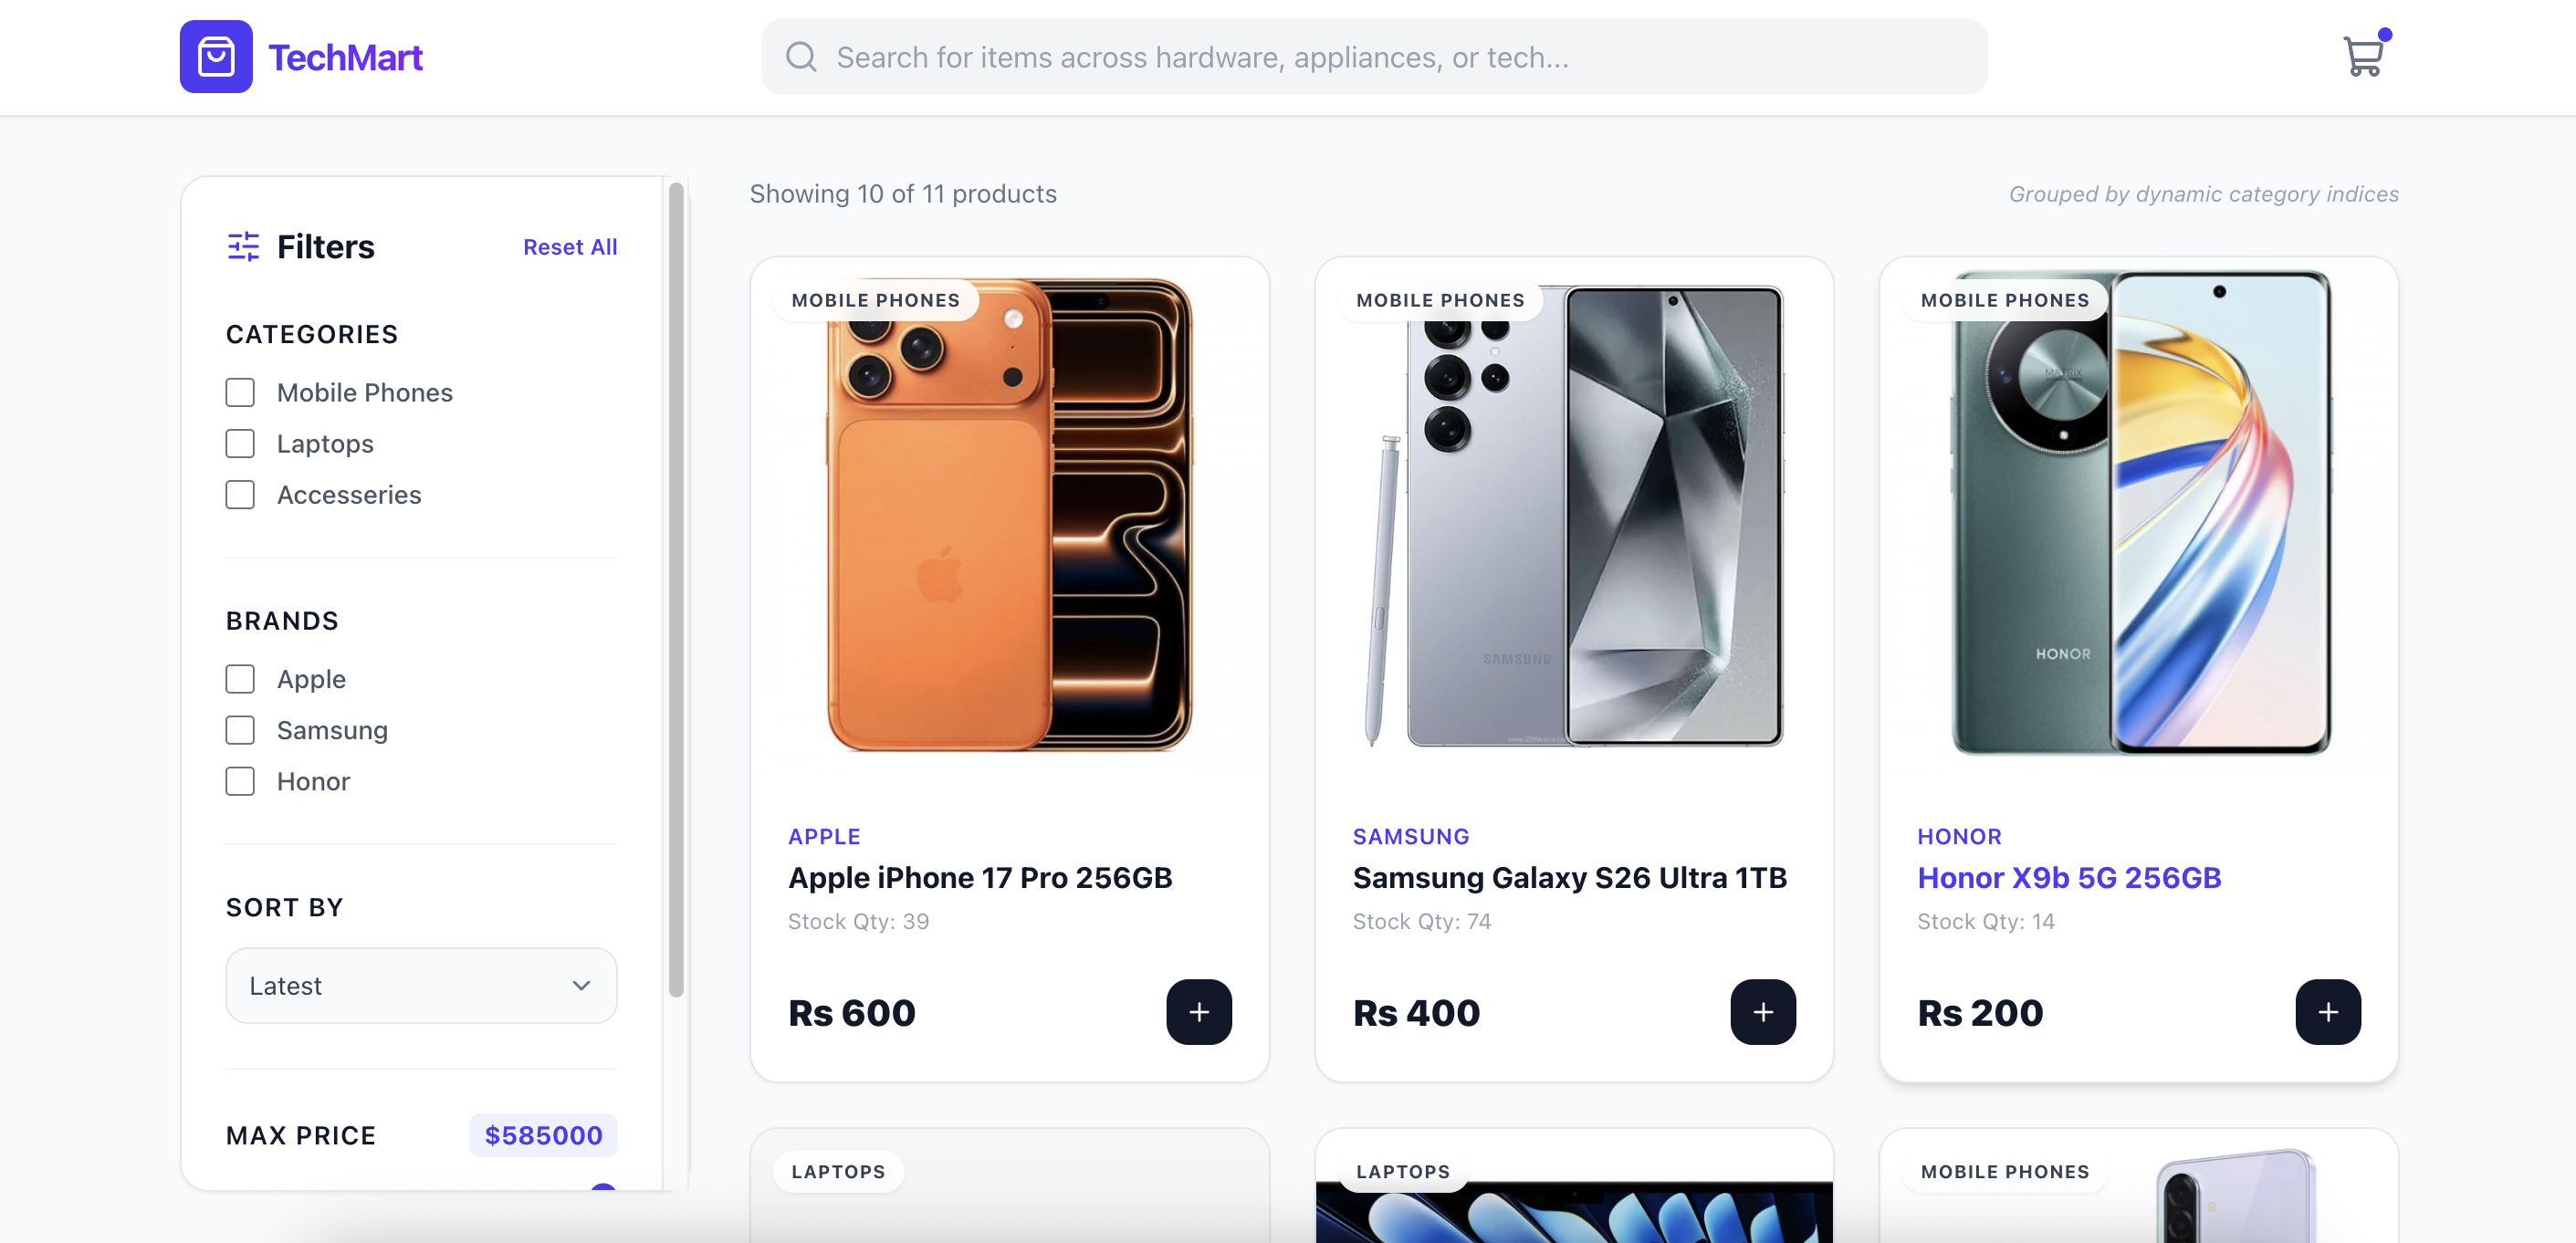 TechMart
Search for items across hardware, appliances, or tech...
Filters
Reset All
CATEGORIES
Mobile Phones
Laptops
Accesseries
BRANDS
Apple
Samsung
Honor
SORT BY
Latest
MAX PRICE
$585000
Showing 10 of 11 products
Grouped by dynamic category indices
MOBILE PHONES
APPLE
Apple iPhone 17 Pro 256GB
Stock Qty: 39
Rs 600
MOBILE PHONES
SAMSUNG
SAMSUNG
Samsung Galaxy S26 Ultra 1TB
Stock Qty: 74
Rs 400
MOBILE PHONES
MATRIX
HONOR
HONOR
Honor X9b 5G 256GB
Stock Qty: 14
Rs 200
LAPTOPS
LAPTOPS
MOBILE PHONES